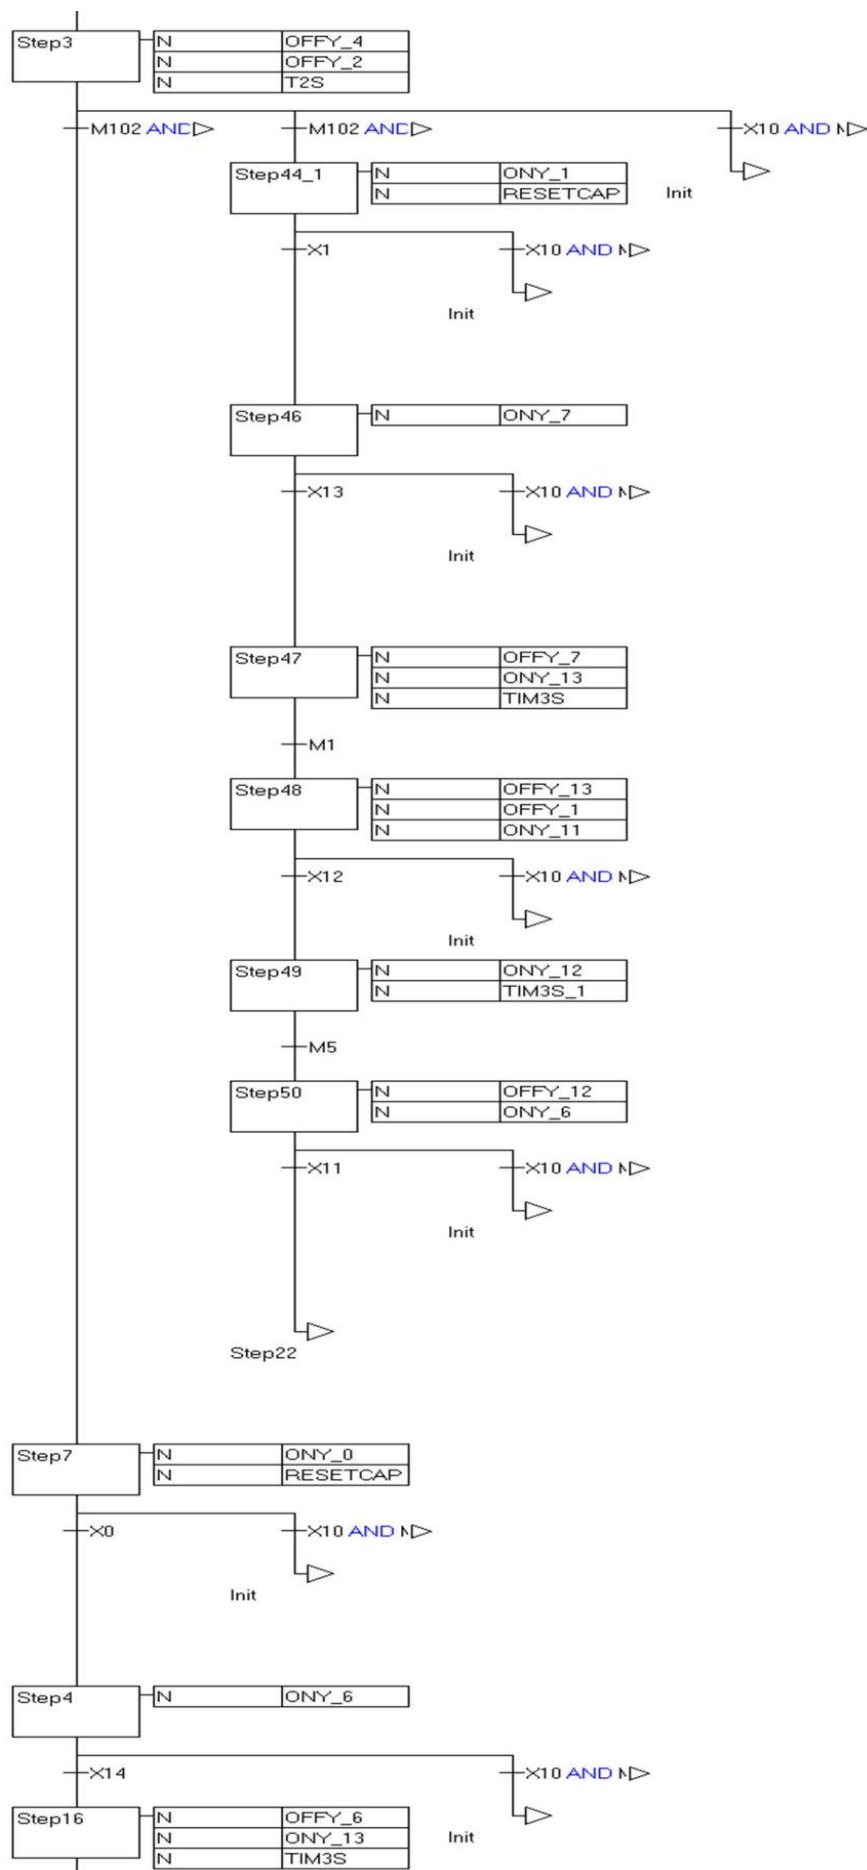 Step3 N OFFY_4
N OFFY_2
N T2S
M102 AND M102 AND X10 AND
Step44_1 N ONY_1
N RESETCAP Init
X1 X10 AND
Init
Step46 N ONY_7
X13 X10 AND
Init
Step47 N OFFY_7
N ONY_13
N TIM3S
M1
Step48 N OFFY_13
N OFFY_1
N ONY_11
X12 X10 AND
Init
Step49 N ONY_12
N TIM3S_1
M5
Step50 N OFFY_12
N ONY_6
X11 X10 AND
Init
Step22
Step7 N ONY_0
N RESETCAP
X0 X10 AND
Init
Step4 N ONY_6
X14 X10 AND
Step16 N OFFY_6
N ONY_13 Init
N TIM3S